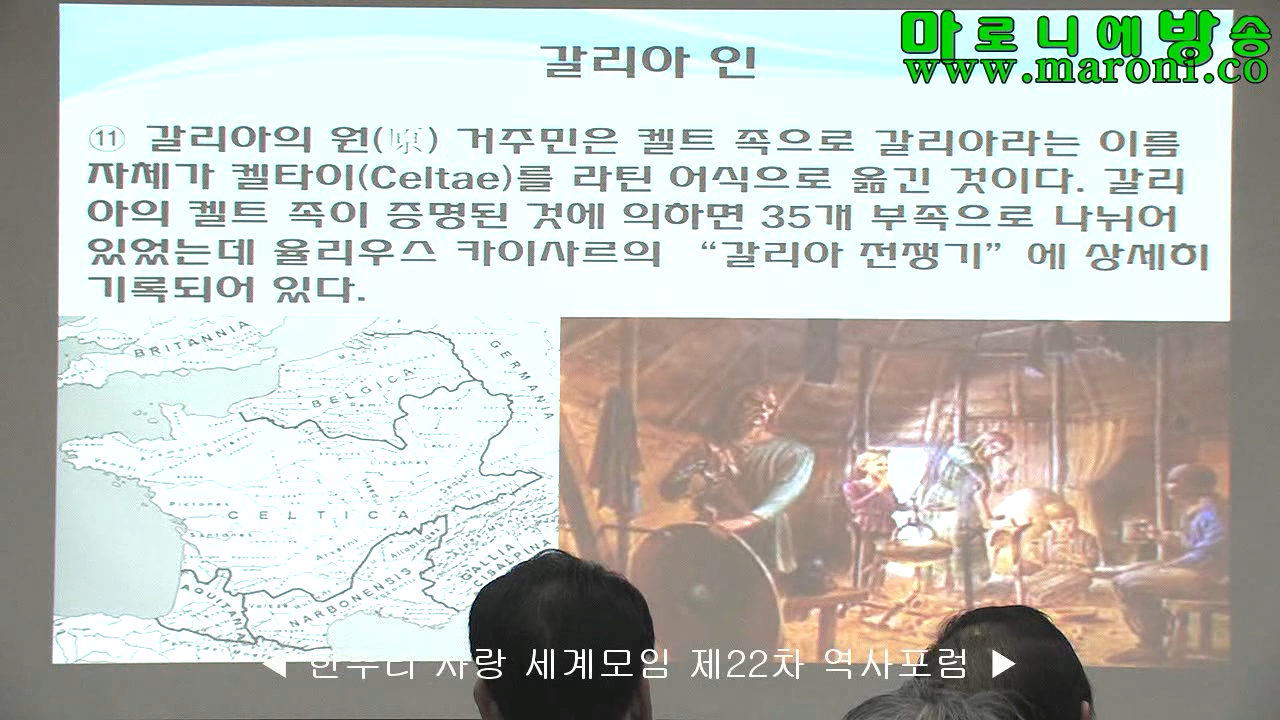 마로니에방송
www.maroni.co
갈리아 인
⑪ 갈리아의 원(原) 거주민은 켈트 족으로 갈리아라는 이름
자체가 켈타이(Celtae)를 라틴 어식으로 옮긴 것이다. 갈리
아의 켈트 족이 증명된 것에 의하면 35개 부족으로 나뉘어
있었는데 율리우스 카이사르의 “갈리아 전쟁기” 에 상세히
기록되어 있다.
BRITANNIA
GERMANIA
BELGICA
CELTICA
GALLIA
NARBONENSIS
◀ 한우리 사랑 세계모임 제22차 역사포럼 ▶